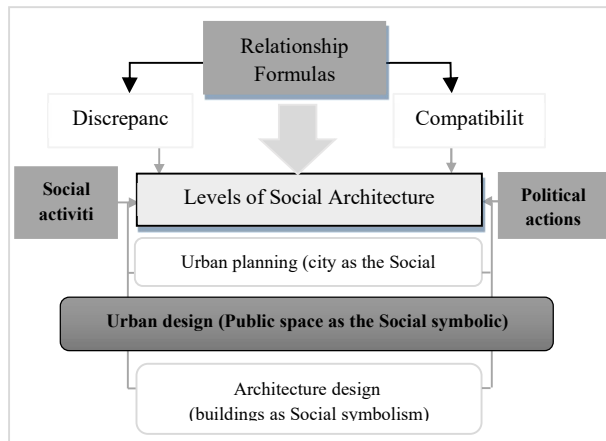 Relationship
Formulas
Discrepanc
Compatibilit
Social
activiti
Levels of Social Architecture
Political
actions
Urban planning (city as the Social
Urban design (Public space as the Social symbolic)
Architecture design
(buildings as Social symbolism)